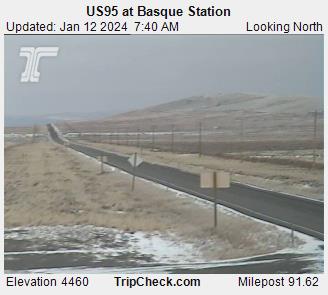 US95 at Basque Station
Updated: Jan 12 2024 7:40 AM Looking North
Elevation 4460 TripCheck.com Milepost 91.62